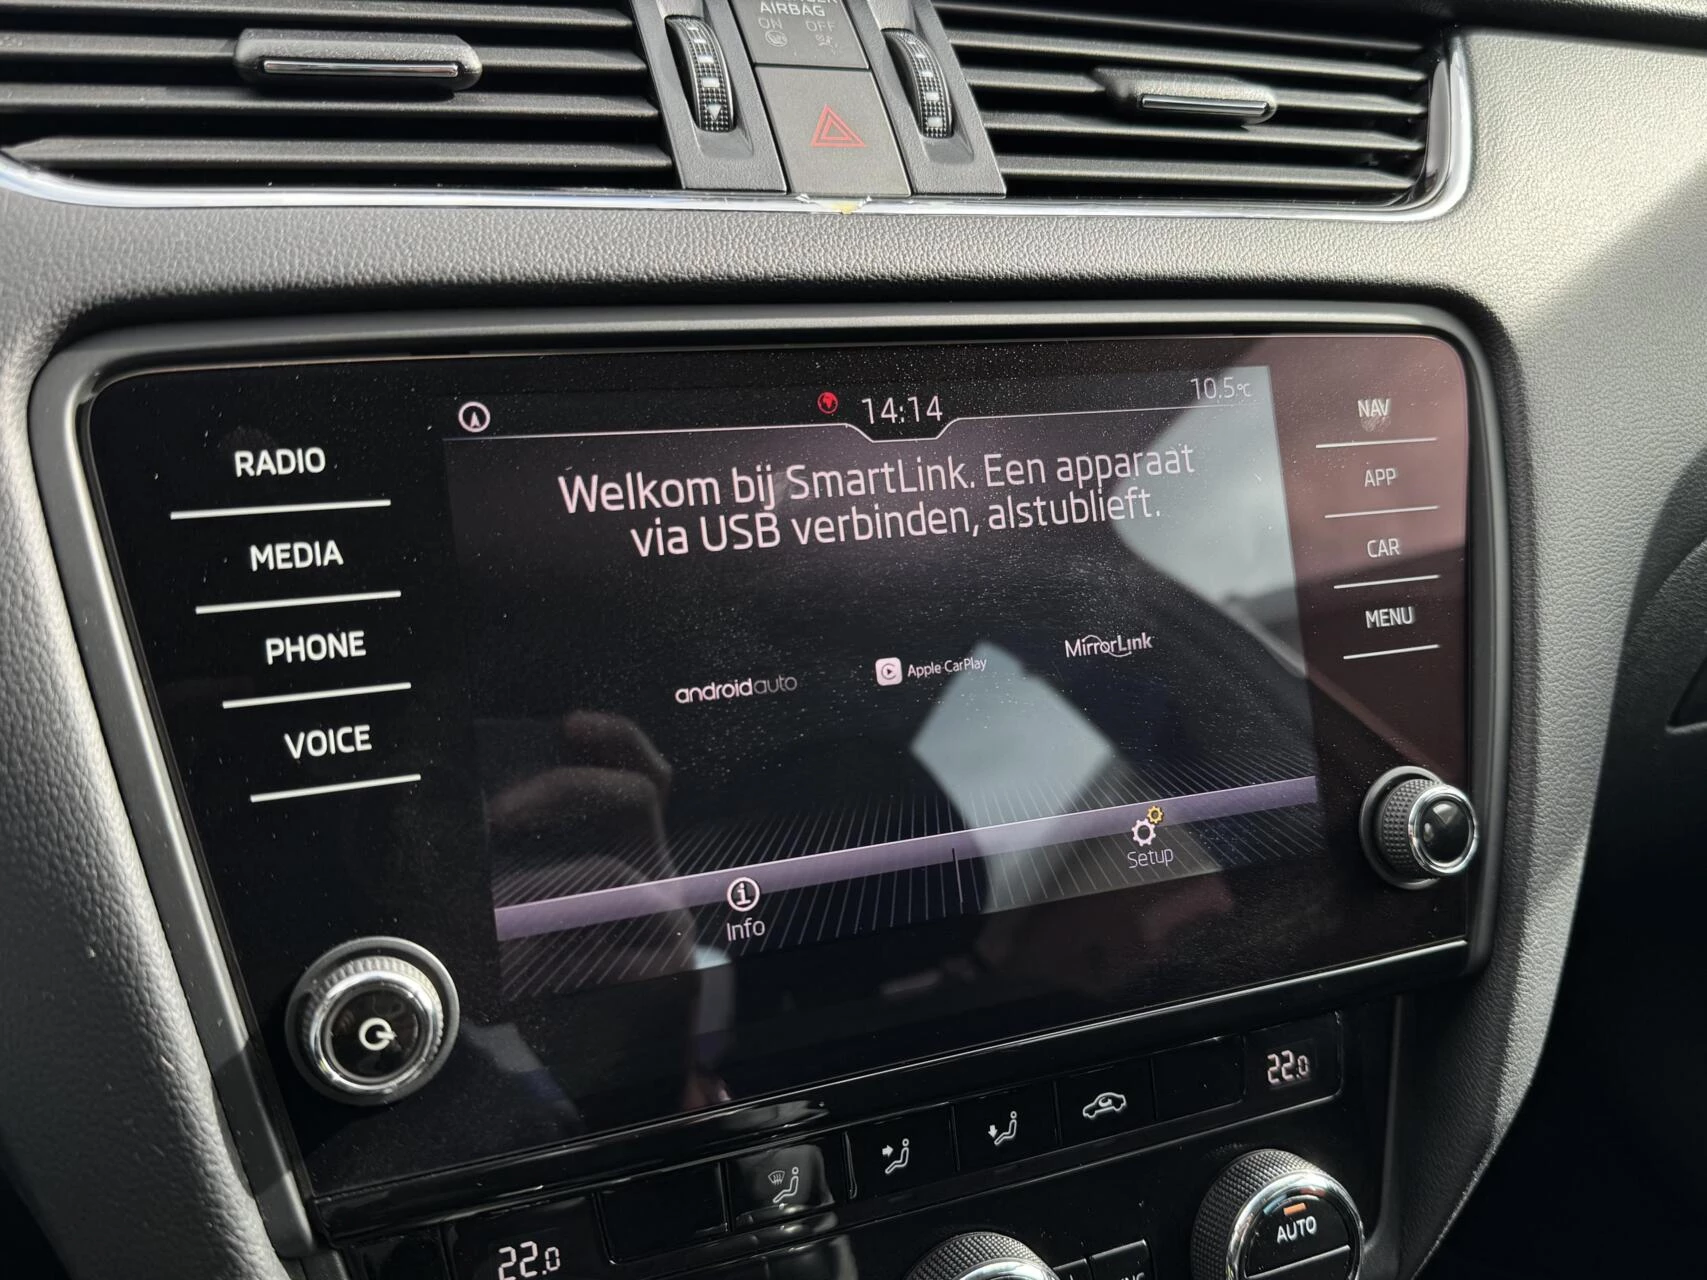 AIRBAG
ON OFF
14:14
10.5°C
RADIO
MEDIA
PHONE
VOICE
Welkom bij SmartLink. Een apparaat
via USB verbinden, alstublieft.
androidauto
Apple CarPlay
MirrorLink
Info
Setup
NAV
APP
CAR
MENU
22.0
22.0
AUTO